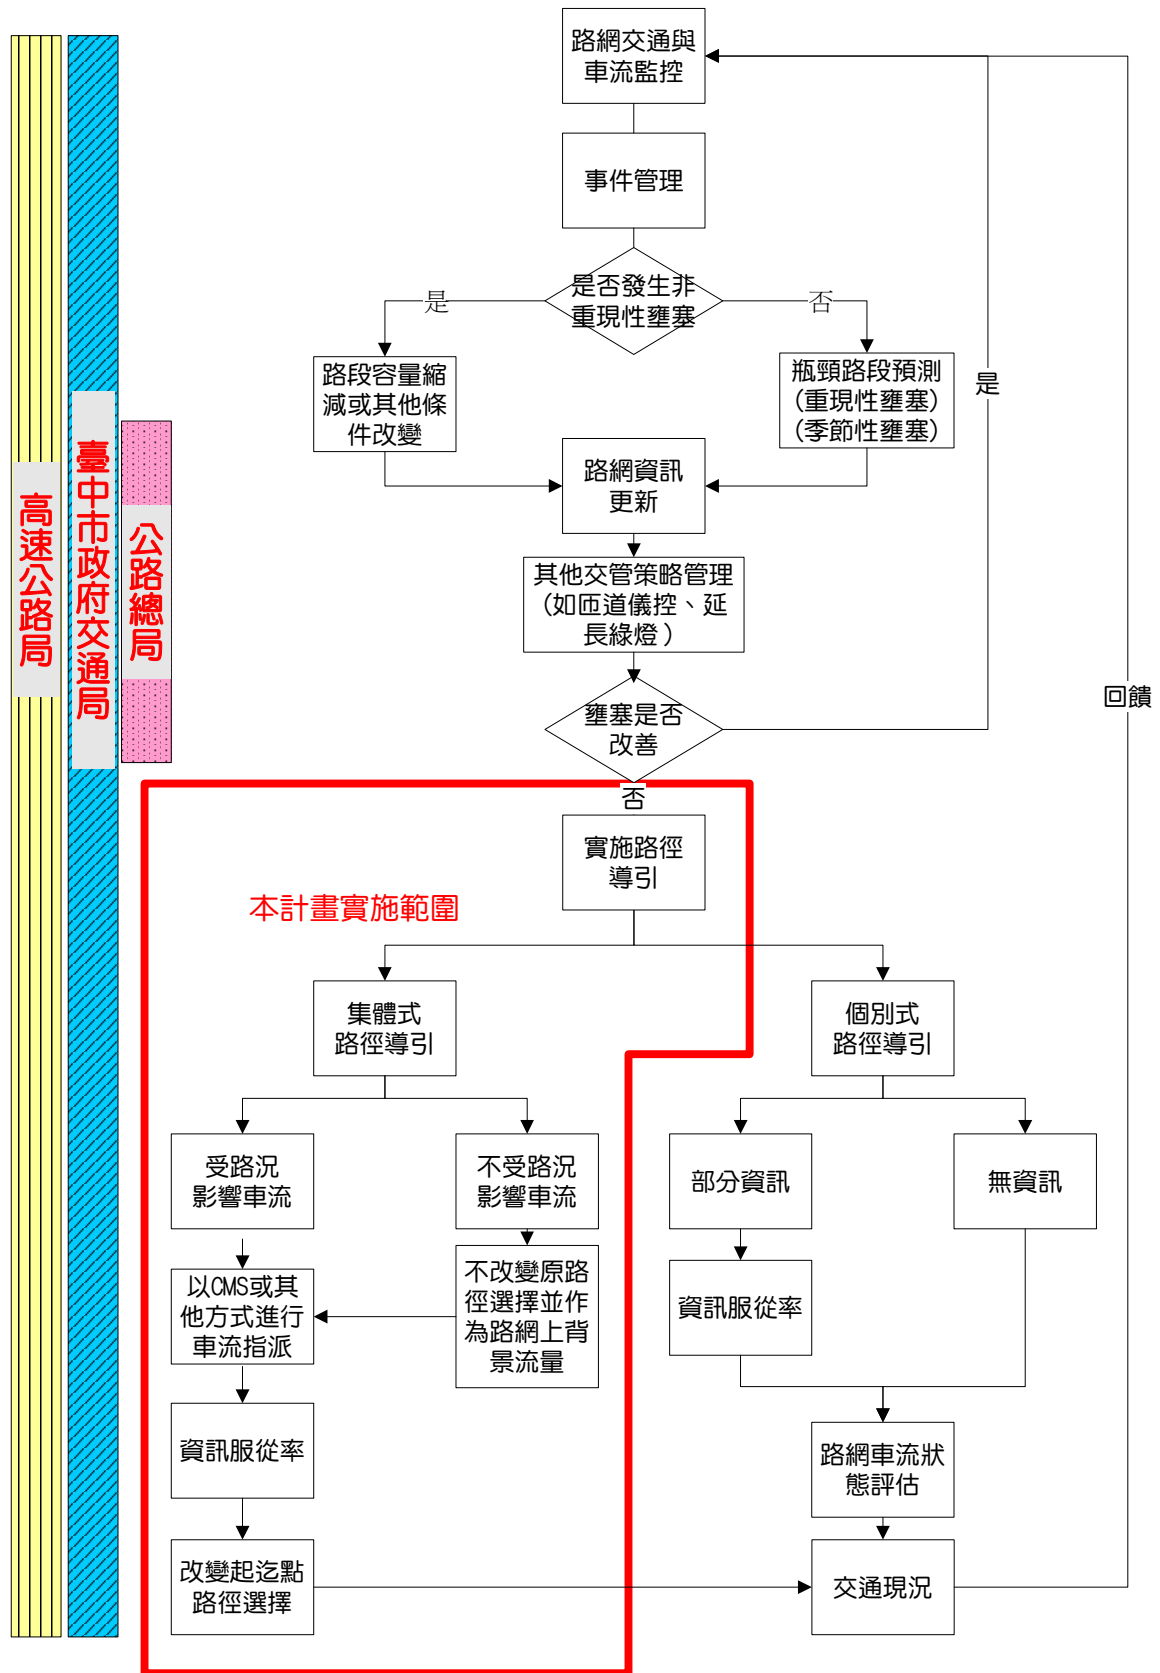 路網交通與
車流監控
事件管理
是否發生非
重現性壅塞
是
否
路段容量縮
減或其他條
件改變
瓶頸路段預測
(重現性壅塞)
(季節性壅塞)
是
路網資訊
更新
其他交管策略管理
(如匝道儀控、延
長綠燈)
壅塞是否
改善
否
回饋
高速公路局
臺中市政府交通局
公路總局
實施路徑
導引
本計畫實施範圍
集體式
路徑導引
個別式
路徑導引
受路況
影響車流
不受路況
影響車流
部分資訊
無資訊
以CMS或其
他方式進行
車流指派
不改變原路
徑選擇並作
為路網上背
景流量
資訊服從率
資訊服從率
路網車流狀
態評估
改變起迄點
路徑選擇
交通現況